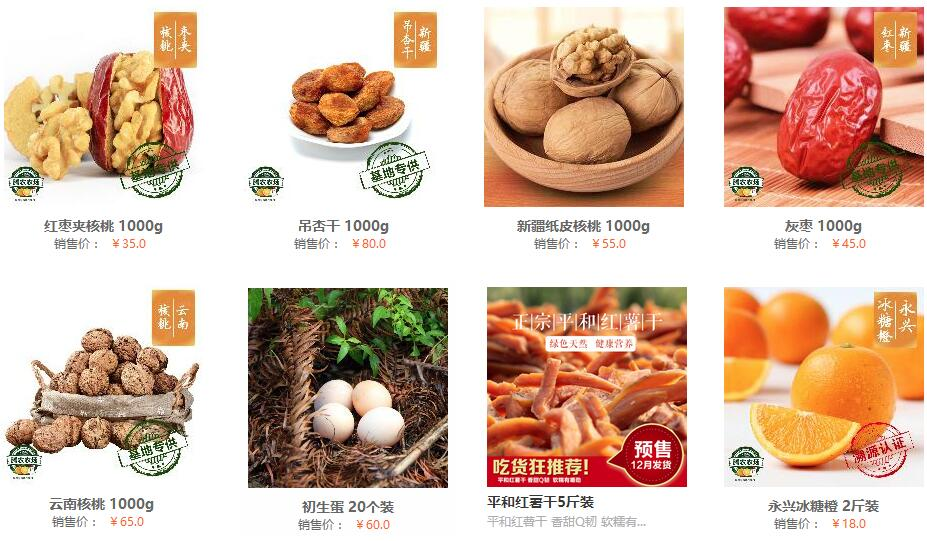 枣夹
核桃
基地专供
红枣夹核桃 1000g
销售价： ￥35.0
新疆
吊杏干
基地专供
吊杏干 1000g
销售价： ￥80.0
新疆纸皮核桃 1000g
销售价： ￥55.0
新疆
红枣
基地专供
灰枣 1000g
销售价： ￥45.0
云南
核桃
基地专供
云南核桃 1000g
销售价： ￥65.0
初生蛋 20个装
销售价： ￥60.0
正宗|平|和|红|薯|干
绿色天然 健康营养
预售
12月发货
吃货狂推荐!
平和红薯干 香甜Q韧 软糯有嚼劲
平和红薯干5斤装
平和红薯干 香甜Q韧 软糯有...
永兴
冰糖橙
溯源认证
永兴冰糖橙 2斤装
销售价： ￥18.0